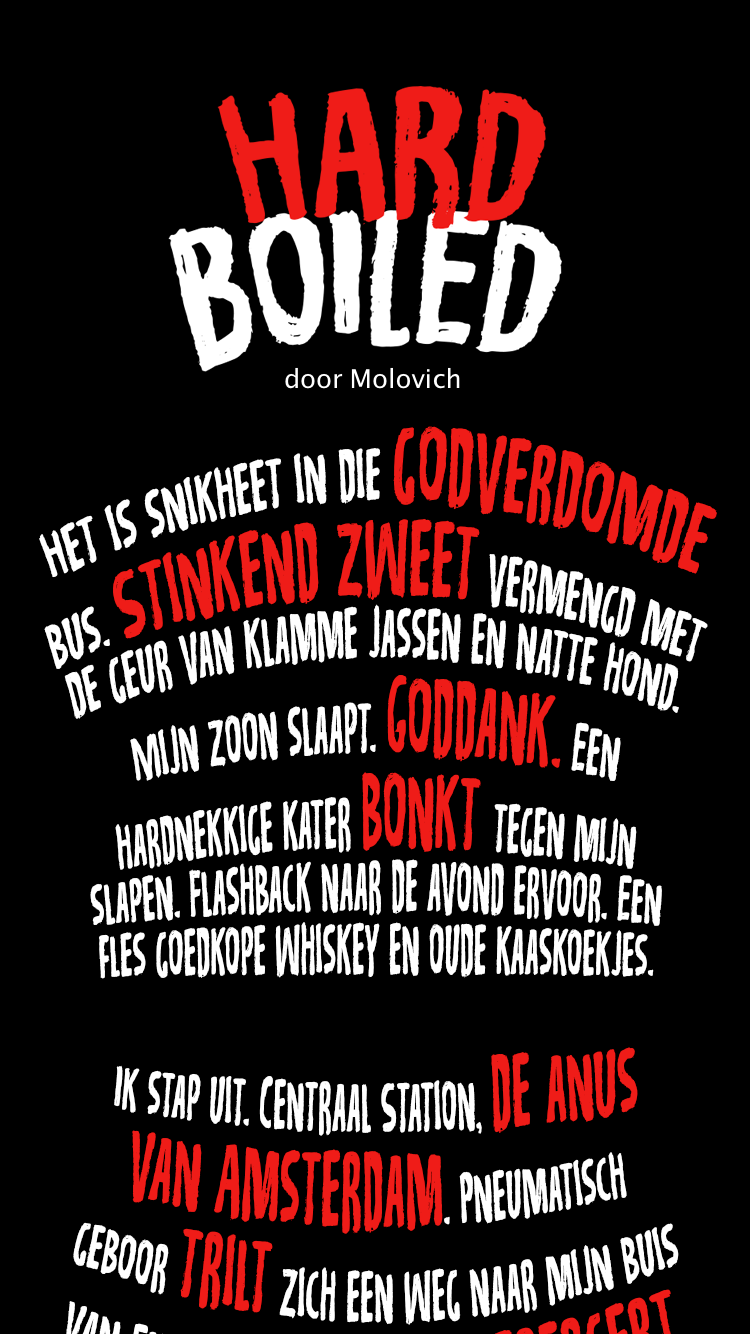 HARD
BOILED
door Molovich
HET IS SNIKHEET IN DIE GODVERDOMDE
BUS. STINKEND ZWEET VERMENGD MET
DE GEUR VAN KLAMME JASSEN EN NATTE HOND.
MIJN ZOON SLAAPT. GODDANK. EEN
HARDNEKKIGE KATER BONKT TEGEN MIJN
SLAPEN. FLASHBACK NAAR DE AVOND ERVOOR. EEN
FLES GOEDKOPE WHISKEY EN OUDE KAASKOEKJES.
IK STAP UIT. CENTRAAL STATION, DE ANUS
VAN AMSTERDAM. PNEUMATISCH
GEBOOR TRILT ZICH EEN WEG NAAR MIJN BUIS
VAN